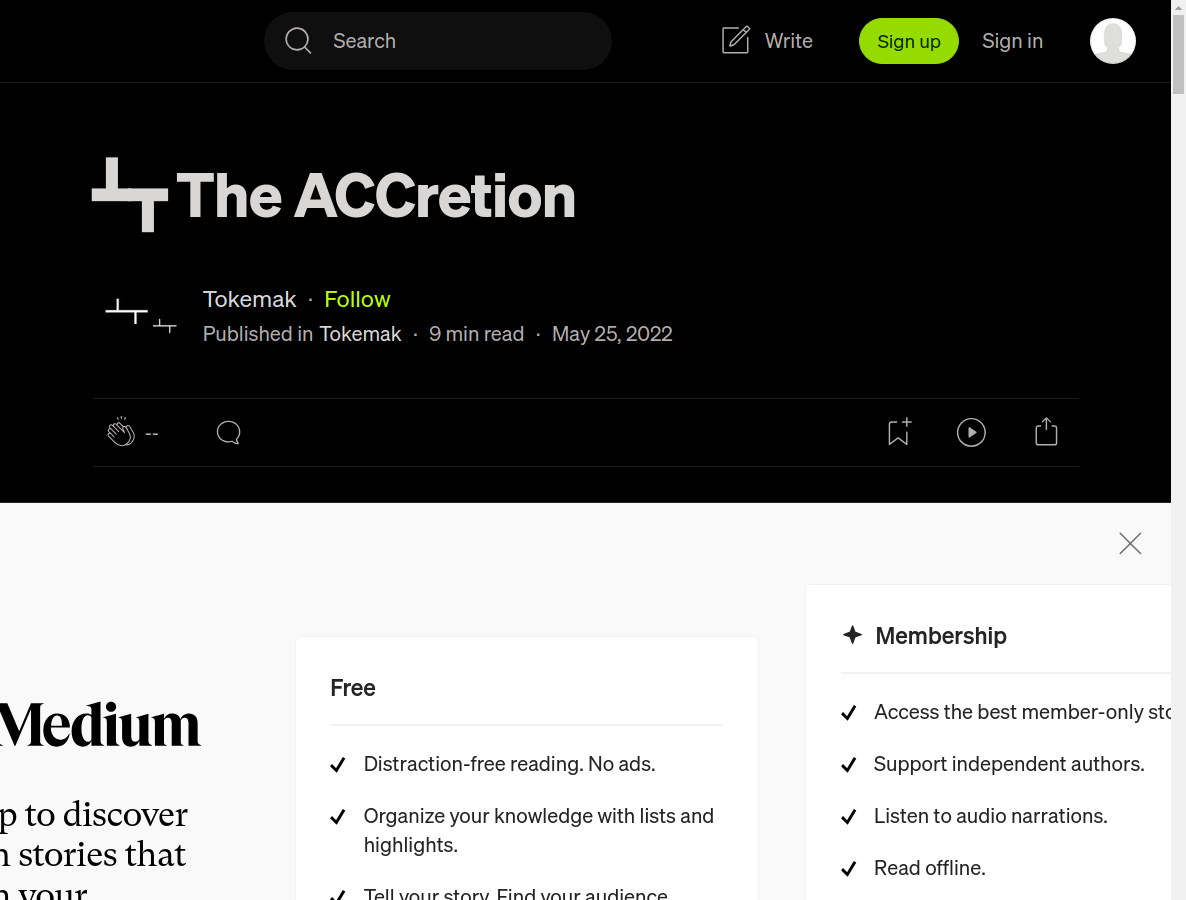 Search
Write
Sign up
Sign in
The ACCretion
Tokemak · Follow
Published in Tokemak · 9 min read · May 25, 2022
--
Membership
Free
Access the best member-only sto
Medium
Distraction-free reading. No ads.
Support independent authors.
Organize your knowledge with lists and
highlights.
Listen to audio narrations.
p to discover
stories that
your
Read offline.
Tell your story. Find your audience.